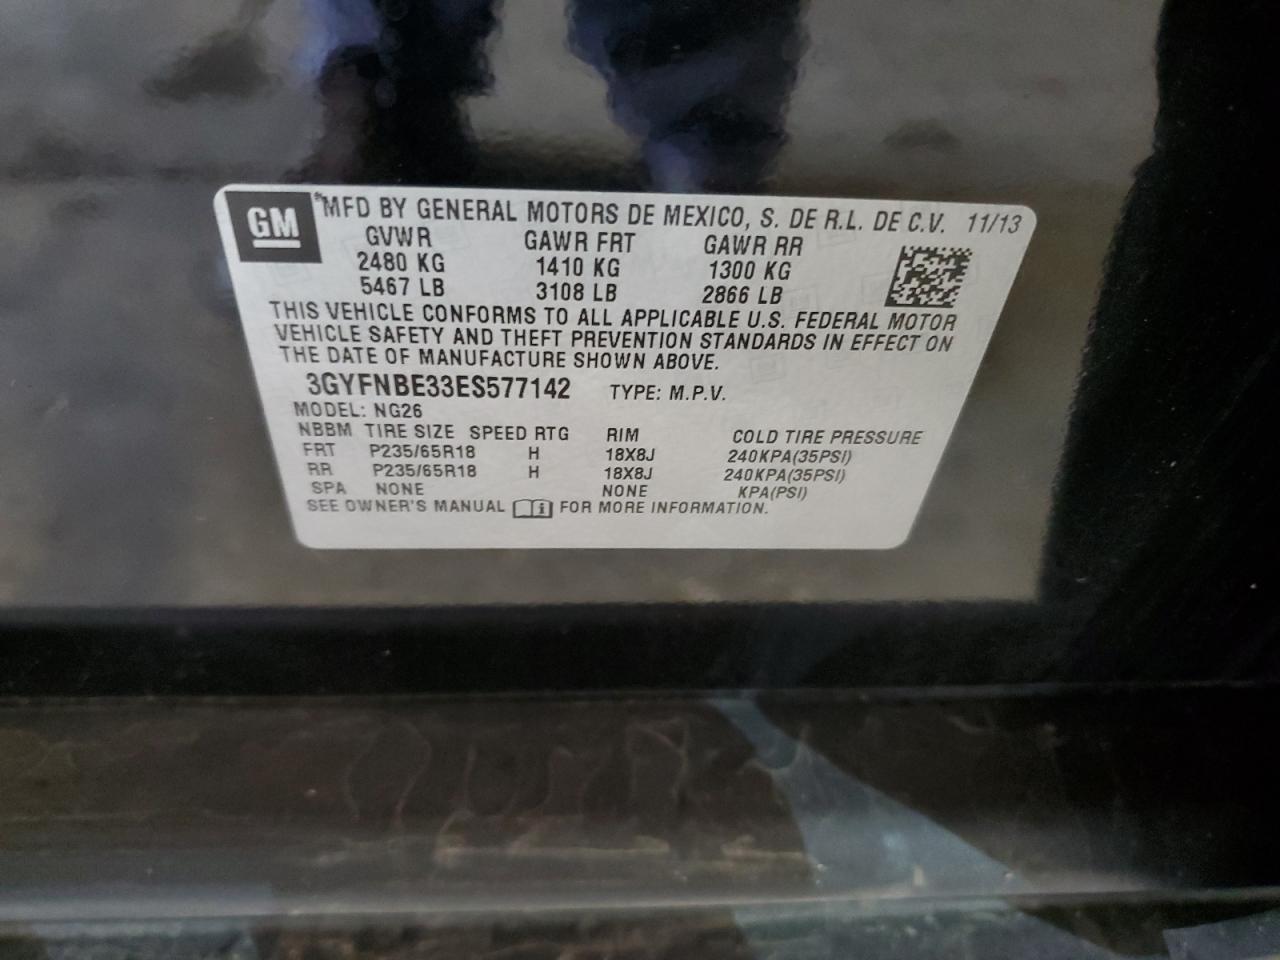 GM *MFD BY GENERAL MOTORS DE MEXICO, S. DE R.L. DE C.V. 11/13
GVWR GAWR FRT GAWR RR
2480 KG 1410 KG 1300 KG
5467 LB 3108 LB 2866 LB
THIS VEHICLE CONFORMS TO ALL APPLICABLE U.S. FEDERAL MOTOR
VEHICLE SAFETY AND THEFT PREVENTION STANDARDS IN EFFECT ON
THE DATE OF MANUFACTURE SHOWN ABOVE.
3GYFNBE33ES577142 TYPE: M.P.V.
MODEL: NG26
NBBM TIRE SIZE SPEED RTG RIM COLD TIRE PRESSURE
FRT P235/65R18 H 18X8J 240KPA(35PSI)
RR P235/65R18 H 18X8J 240KPA(35PSI)
SPA NONE NONE KPA(PSI)
SEE OWNER'S MANUAL FOR MORE INFORMATION.